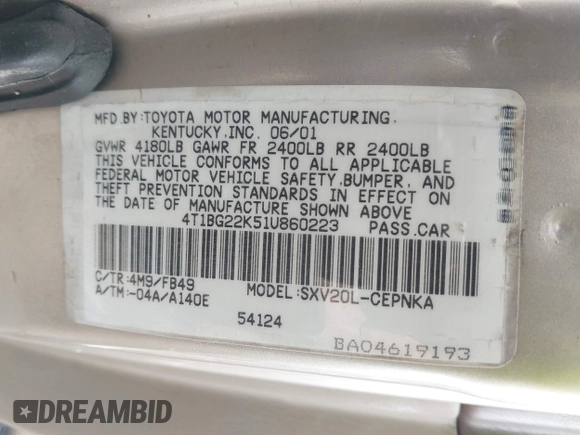 MFD. BY: TOYOTA MOTOR MANUFACTURING,
KENTUCKY, INC. 06/01
GVWR 4180LB GAWR FR 2400LB RR 2400LB
THIS VEHICLE CONFORMS TO ALL APPLICABLE
FEDERAL MOTOR VEHICLE SAFETY, BUMPER, AND
THEFT PREVENTION STANDARDS IN EFFECT ON
THE DATE OF MANUFACTURE SHOWN ABOVE
4T1BG22K51U860223 PASS.CAR
C/TR:4M9/FB49 MODEL:SXV20L-CEPNKA
A/TM:-04A/A140E
54124
BA04619193
DREAMBID